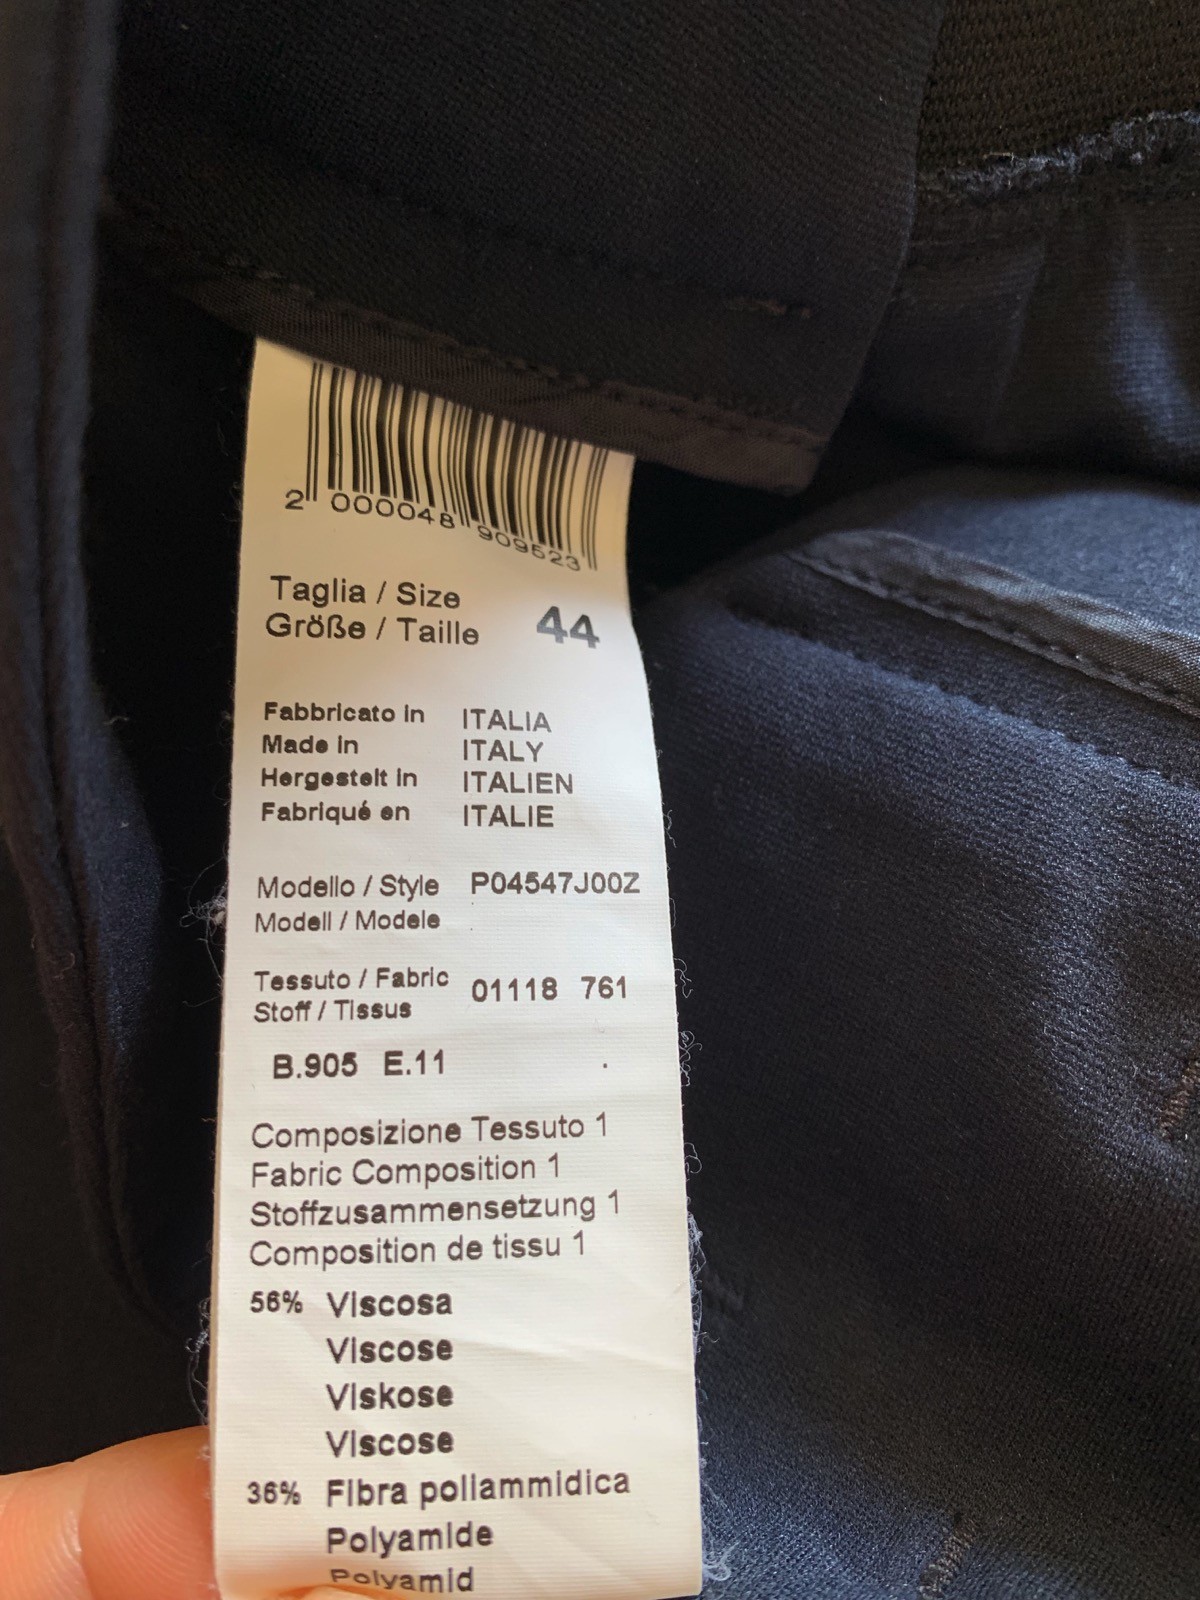 2 000048 909523
Taglia / Size
Größe / Taille 44
Fabbricato in ITALIA
Made in ITALY
Hergestelt in ITALIEN
Fabriqué en ITALIE
Modello / Style P04547J00Z
Modell / Modele
Tessuto / Fabric 01118 761
Stoff / Tissus
B.905 E.11
Composizione Tessuto 1
Fabric Composition 1
Stoffzusammensetzung 1
Composition de tissu 1
56% Viscosa
Viscose
Viskose
Viscose
36% Fibra poliammidica
Polyamide
Polyamid